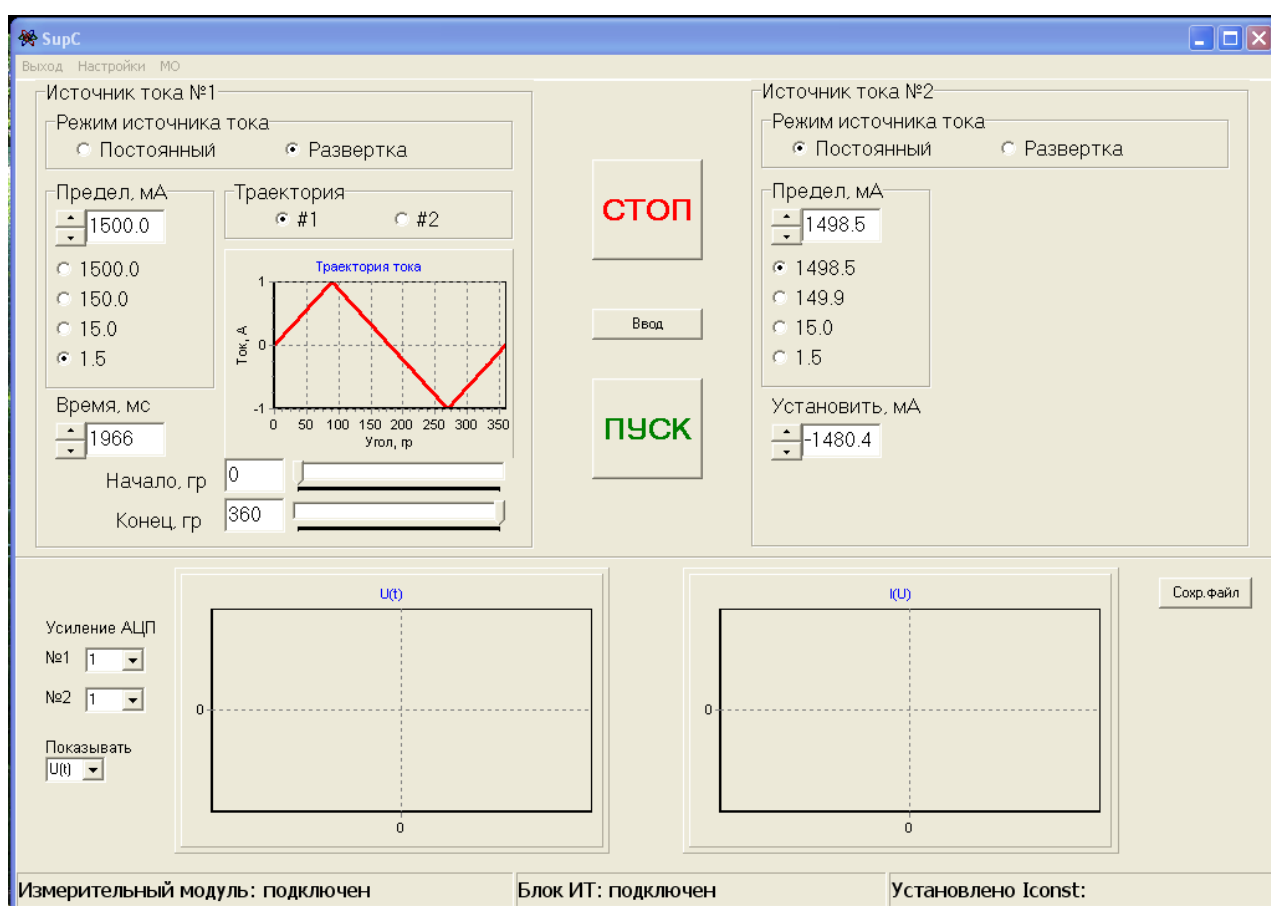 SupC
Выход Настройки МО
Источник тока №1
Режим источника тока
Постоянный Развертка
Предел, мА
1500.0
1500.0
150.0
15.0
1.5
Траектория
#1 #2
Траектория тока
Ток, А
1
0
-1
0 50 100 150 200 250 300 350
Угол, гр
Время, мс
1966
Начало, гр 0
Конец, гр 360
СТОП
Ввод
ПУСК
Источник тока №2
Режим источника тока
Постоянный Развертка
Предел, мА
1498.5
1498.5
149.9
15.0
1.5
Установить, мА
-1480.4
Усиление АЦП
№1 1
№2 1
Показывать
U(t)
U(t)
0
0
I(U)
0
0
Сохр.файл
Измерительный модуль: подключен Блок ИТ: подключен Установлено Iconst: